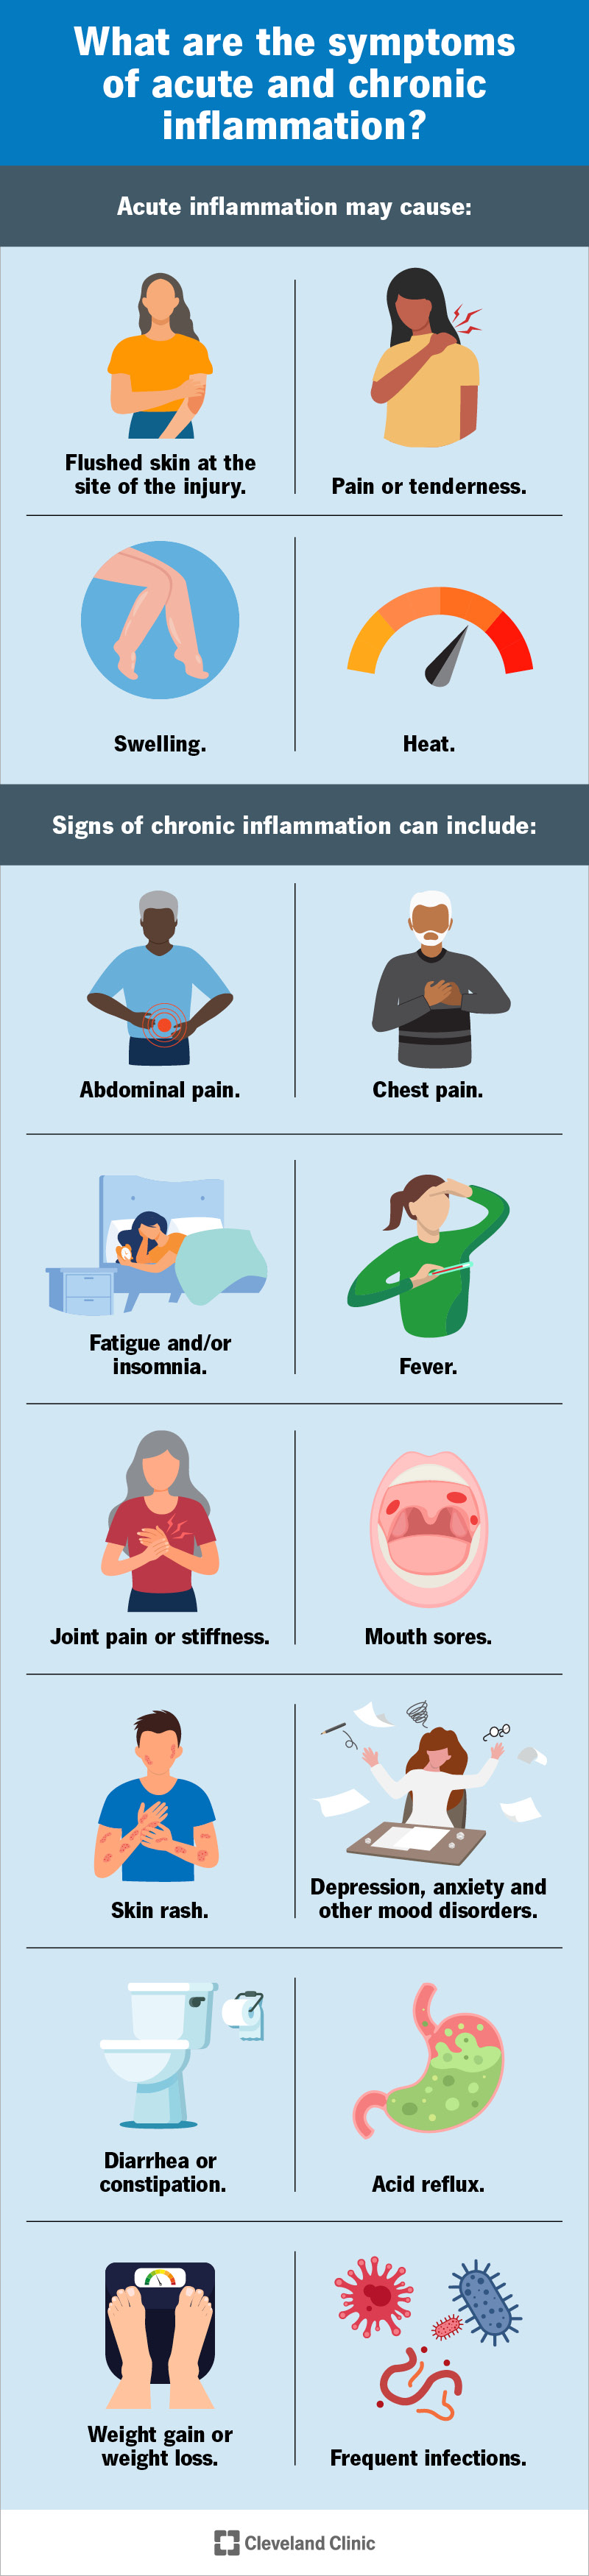 What are the symptoms
of acute and chronic
inflammation?
Acute inflammation may cause:
Flushed skin at the
site of the injury.
Pain or tenderness.
Swelling.
Heat.
Signs of chronic inflammation can include:
Abdominal pain.
Chest pain.
Fatigue and/or
insomnia.
Fever.
Joint pain or stiffness.
Mouth sores.
Skin rash.
Depression, anxiety and
other mood disorders.
Diarrhea or
constipation.
Acid reflux.
Weight gain or
weight loss.
Frequent infections.
Cleveland Clinic